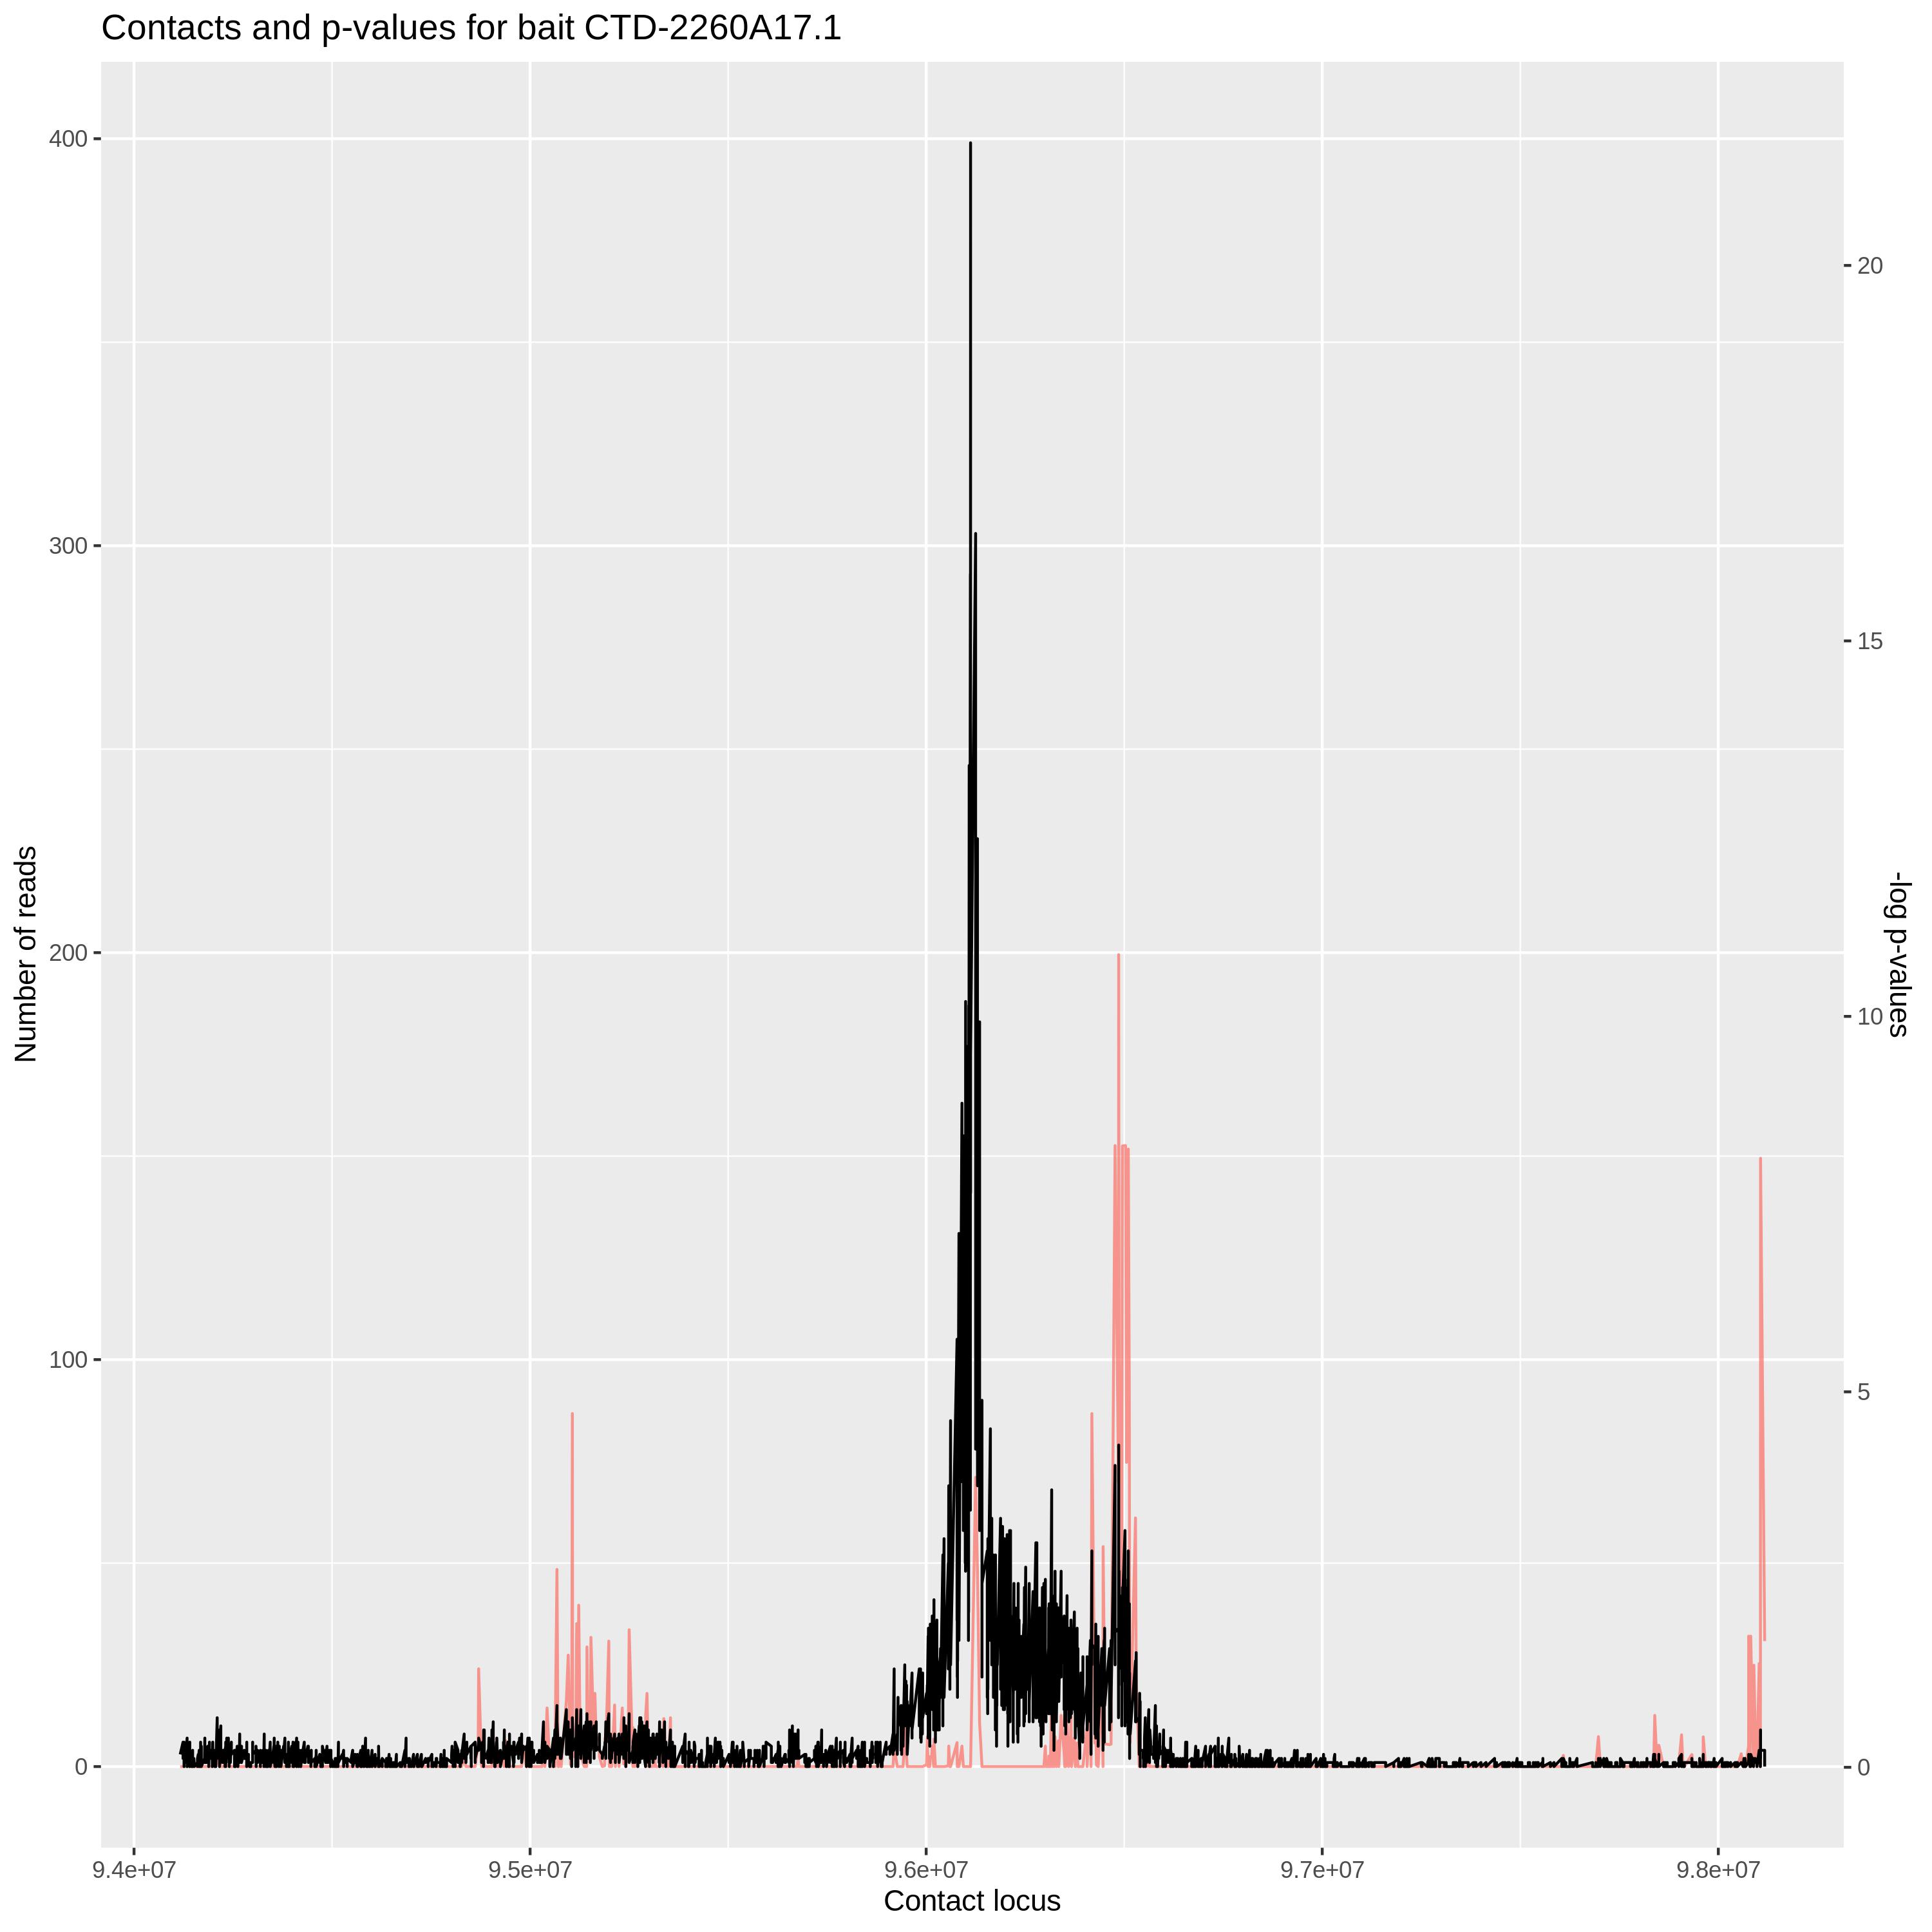 Contacts and p-values for bait CTD-2260A17.1
400
300
200
100
0
Number of reads
20
15
10
5
0
-log p-values
9.4e+07
9.5e+07
9.6e+07
9.7e+07
9.8e+07
Contact locus